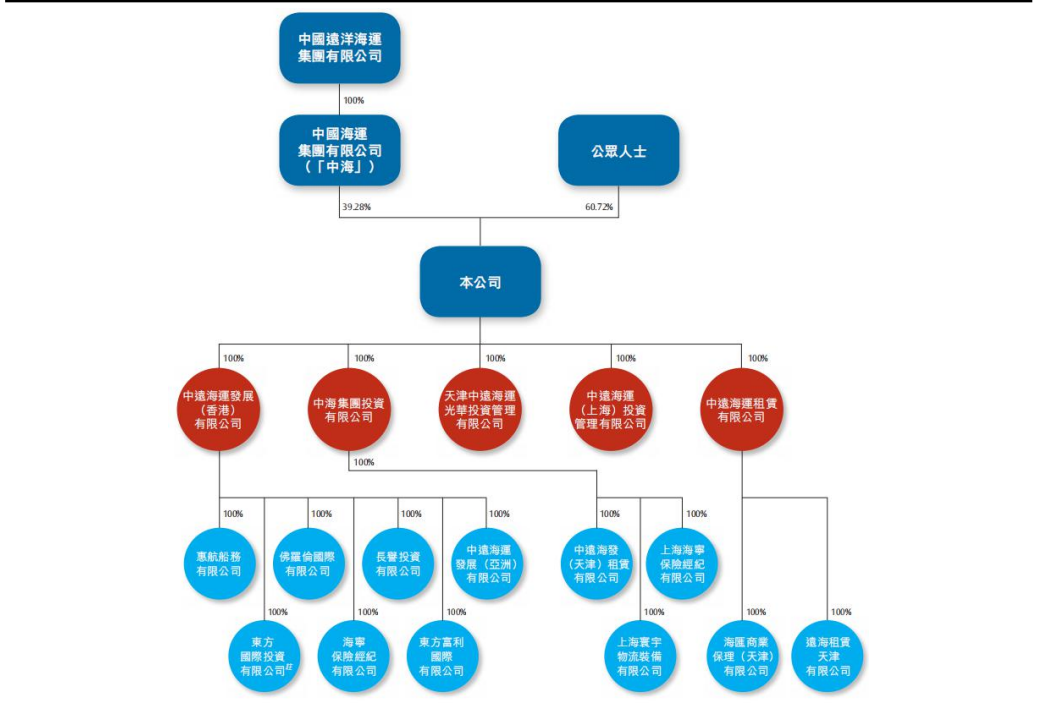 中國遠洋海運
集團有限公司
100%
中國海運
集團有限公司
(「中海」)
公眾人士
39.28%
60.72%
本公司
100%
100%
100%
100%
100%
中遠海運發展
(香港)
有限公司
中海集團投資
有限公司
天津中遠海運
光華投資管理
有限公司
中遠海運
(上海)投資
管理有限公司
中遠海運租賃
有限公司
100%
100%
100%
100%
100%
100%
100%
惠航船務
有限公司
佛羅倫國際
有限公司
長譽投資
有限公司
中遠海運
發展(亞洲)
有限公司
中遠海發
(天津)租賃
有限公司
上海海寧
保險經紀
有限公司
100%
100%
100%
100%
100%
100%
東方
國際投資
有限公司註
海寧
保險經紀
有限公司
東方富利
國際
有限公司
上海寰宇
物流裝備
有限公司
海匯商業
保理(天津)
有限公司
遠海租賃
天津
有限公司